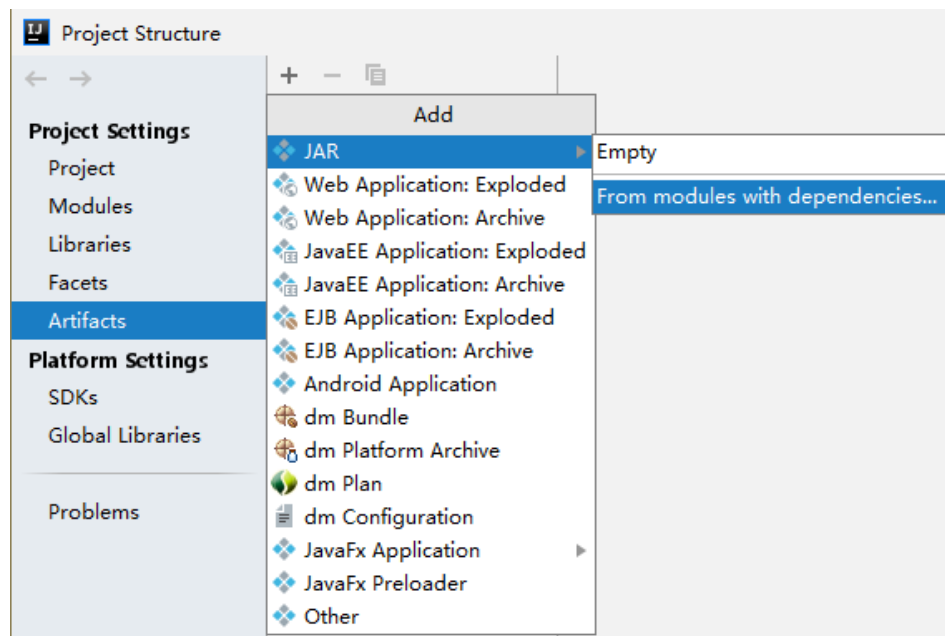 IJ
Project Structure
Project Settings
Project
Modules
Libraries
Facets
Artifacts
Platform Settings
SDKs
Global Libraries
Problems
Add
JAR
Web Application: Exploded
Web Application: Archive
JavaEE Application: Exploded
JavaEE Application: Archive
EJB Application: Exploded
EJB Application: Archive
Android Application
dm Bundle
dm Platform Archive
dm Plan
dm Configuration
JavaFx Application
JavaFx Preloader
Other
Empty
From modules with dependencies...